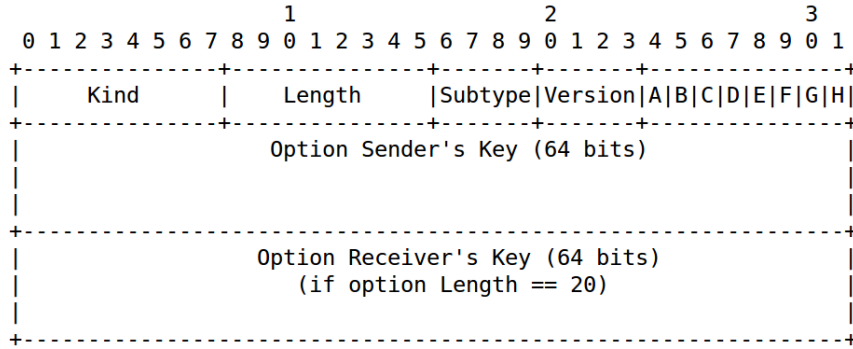 1                   2                   3
 0 1 2 3 4 5 6 7 8 9 0 1 2 3 4 5 6 7 8 9 0 1 2 3 4 5 6 7 8 9 0 1
+---------------+---------------+-------+-------+---------------+
|     Kind      |    Length     |Subtype|Version|A|B|C|D|E|F|G|H|
+---------------+---------------+-------+-------+---------------+
|                   Option Sender's Key (64 bits)               |
|                                                               |
|                                                               |
+---------------------------------------------------------------+
|                  Option Receiver's Key (64 bits)              |
|                     (if option Length == 20)                  |
|                                                               |
+---------------------------------------------------------------+